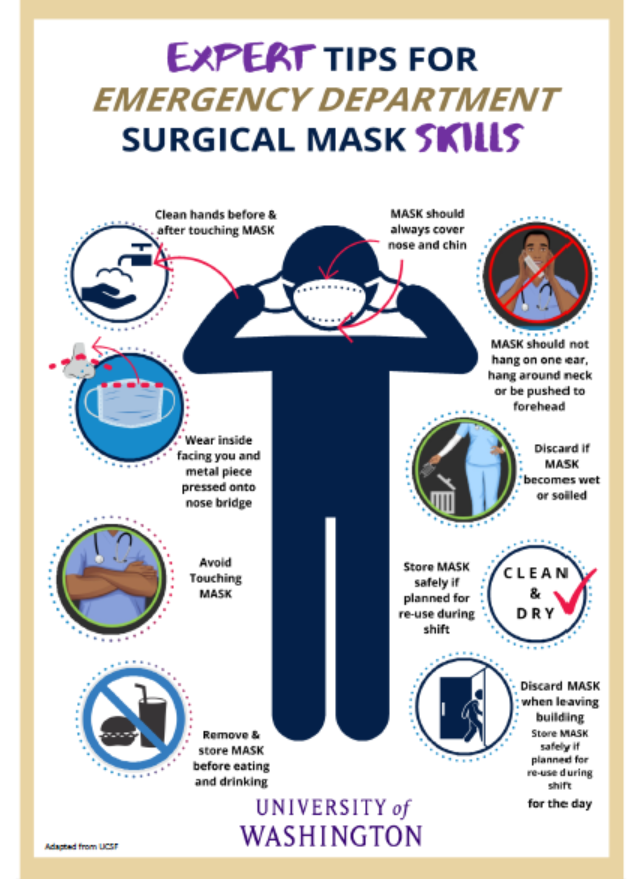 EXPERT TIPS FOR
EMERGENCY DEPARTMENT
SURGICAL MASK SKILLS
Clean hands before &
after touching MASK
MASK should
always cover
nose and chin
MASK should not
hang on one ear,
hang around neck
or be pushed to
forehead
Wear inside
facing you and
metal piece
pressed onto
nose bridge
Discard if
MASK
becomes wet
or soiled
Avoid
Touching
MASK
Store MASK
safely if
planned for
re-use during
shift
CLEAN
&
DRY
Remove &
store MASK
before eating
and drinking
Discard MASK
when leaving
building
Store MASK
safely if
planned for
re-use during
shift
for the day
UNIVERSITY of
WASHINGTON
Adapted from UCSF